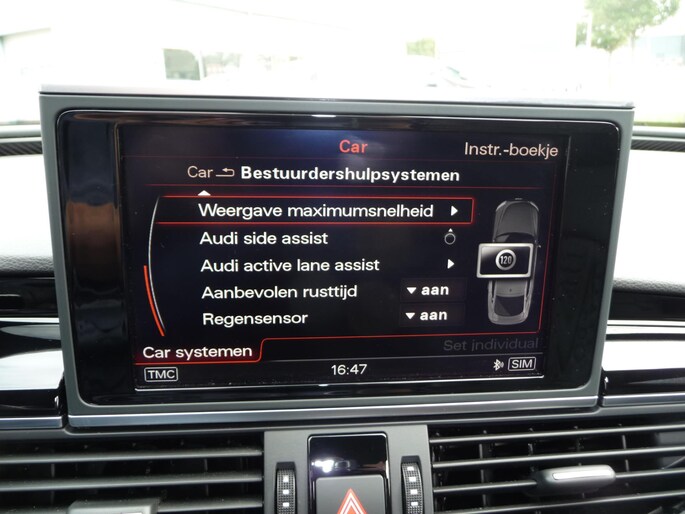 Car
Instr.-boekje
Car Bestuurdershulpsystemen
Weergave maximumsnelheid
Audi side assist
Audi active lane assist
120
Aanbevolen rusttijd aan
Regensensor aan
Car systemen Set individual
TMC 16:47 SIM